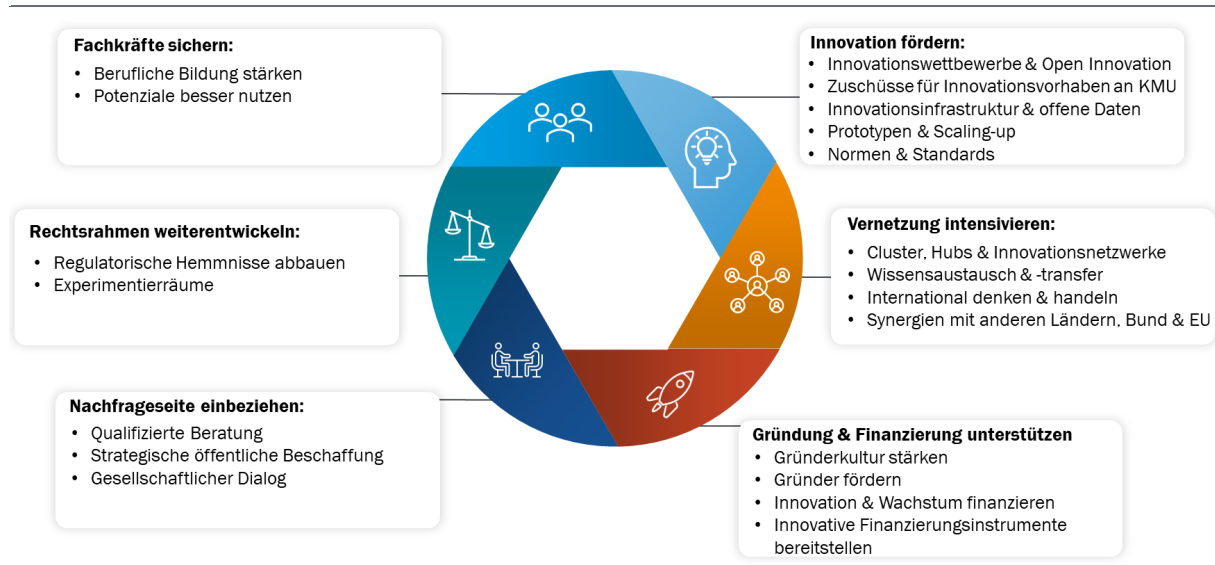 Fachkräfte sichern:
• Berufliche Bildung stärken
• Potenziale besser nutzen
Innovation fördern:
• Innovationswettbewerbe & Open Innovation
• Zuschüsse für Innovationsvorhaben an KMU
• Innovationsinfrastruktur & offene Daten
• Prototypen & Scaling-up
• Normen & Standards
Rechtsrahmen weiterentwickeln:
• Regulatorische Hemmnisse abbauen
• Experimentierräume
Vernetzung intensivieren:
• Cluster, Hubs & Innovationsnetzwerke
• Wissensaustausch & -transfer
• International denken & handeln
• Synergien mit anderen Ländern, Bund & EU
Nachfrageseite einbeziehen:
• Qualifizierte Beratung
• Strategische öffentliche Beschaffung
• Gesellschaftlicher Dialog
Gründung & Finanzierung unterstützen
• Gründerkultur stärken
• Gründer fördern
• Innovation & Wachstum finanzieren
• Innovative Finanzierungsinstrumente
bereitstellen